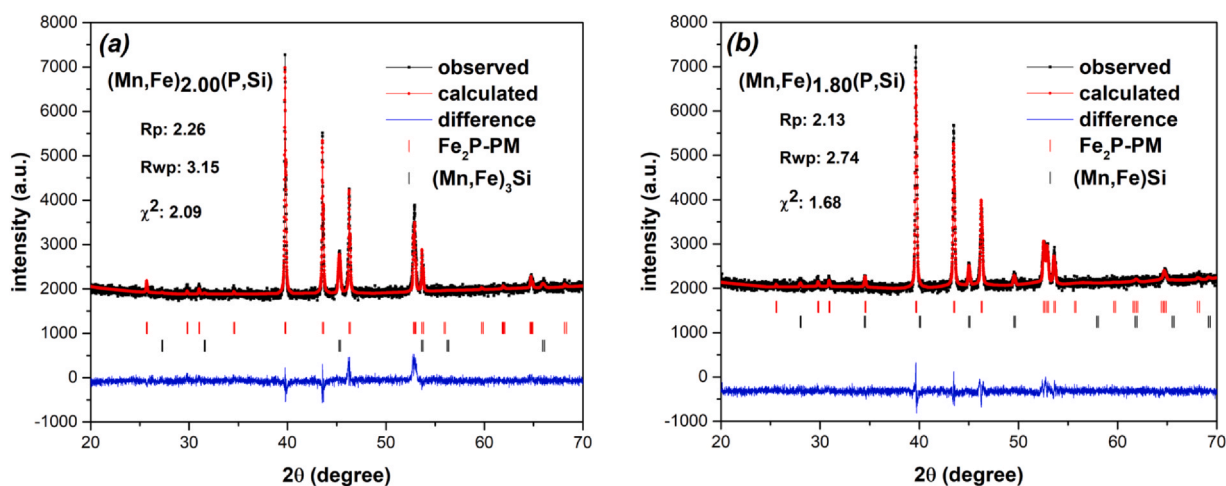 (a)
(Mn,Fe)2.00(P,Si)
Rp: 2.26
Rwp: 3.15
χ²: 2.09
observed
calculated
difference
Fe₂P-PM
(Mn,Fe)₃Si
intensity (a.u.)
8000
7000
6000
5000
4000
3000
2000
1000
0
-1000
20 30 40 50 60 70
2θ (degree)
(b)
(Mn,Fe)1.80(P,Si)
Rp: 2.13
Rwp: 2.74
χ²: 1.68
observed
calculated
difference
Fe₂P-PM
(Mn,Fe)Si
intensity (a.u.)
8000
7000
6000
5000
4000
3000
2000
1000
0
-1000
20 30 40 50 60 70
2θ (degree)